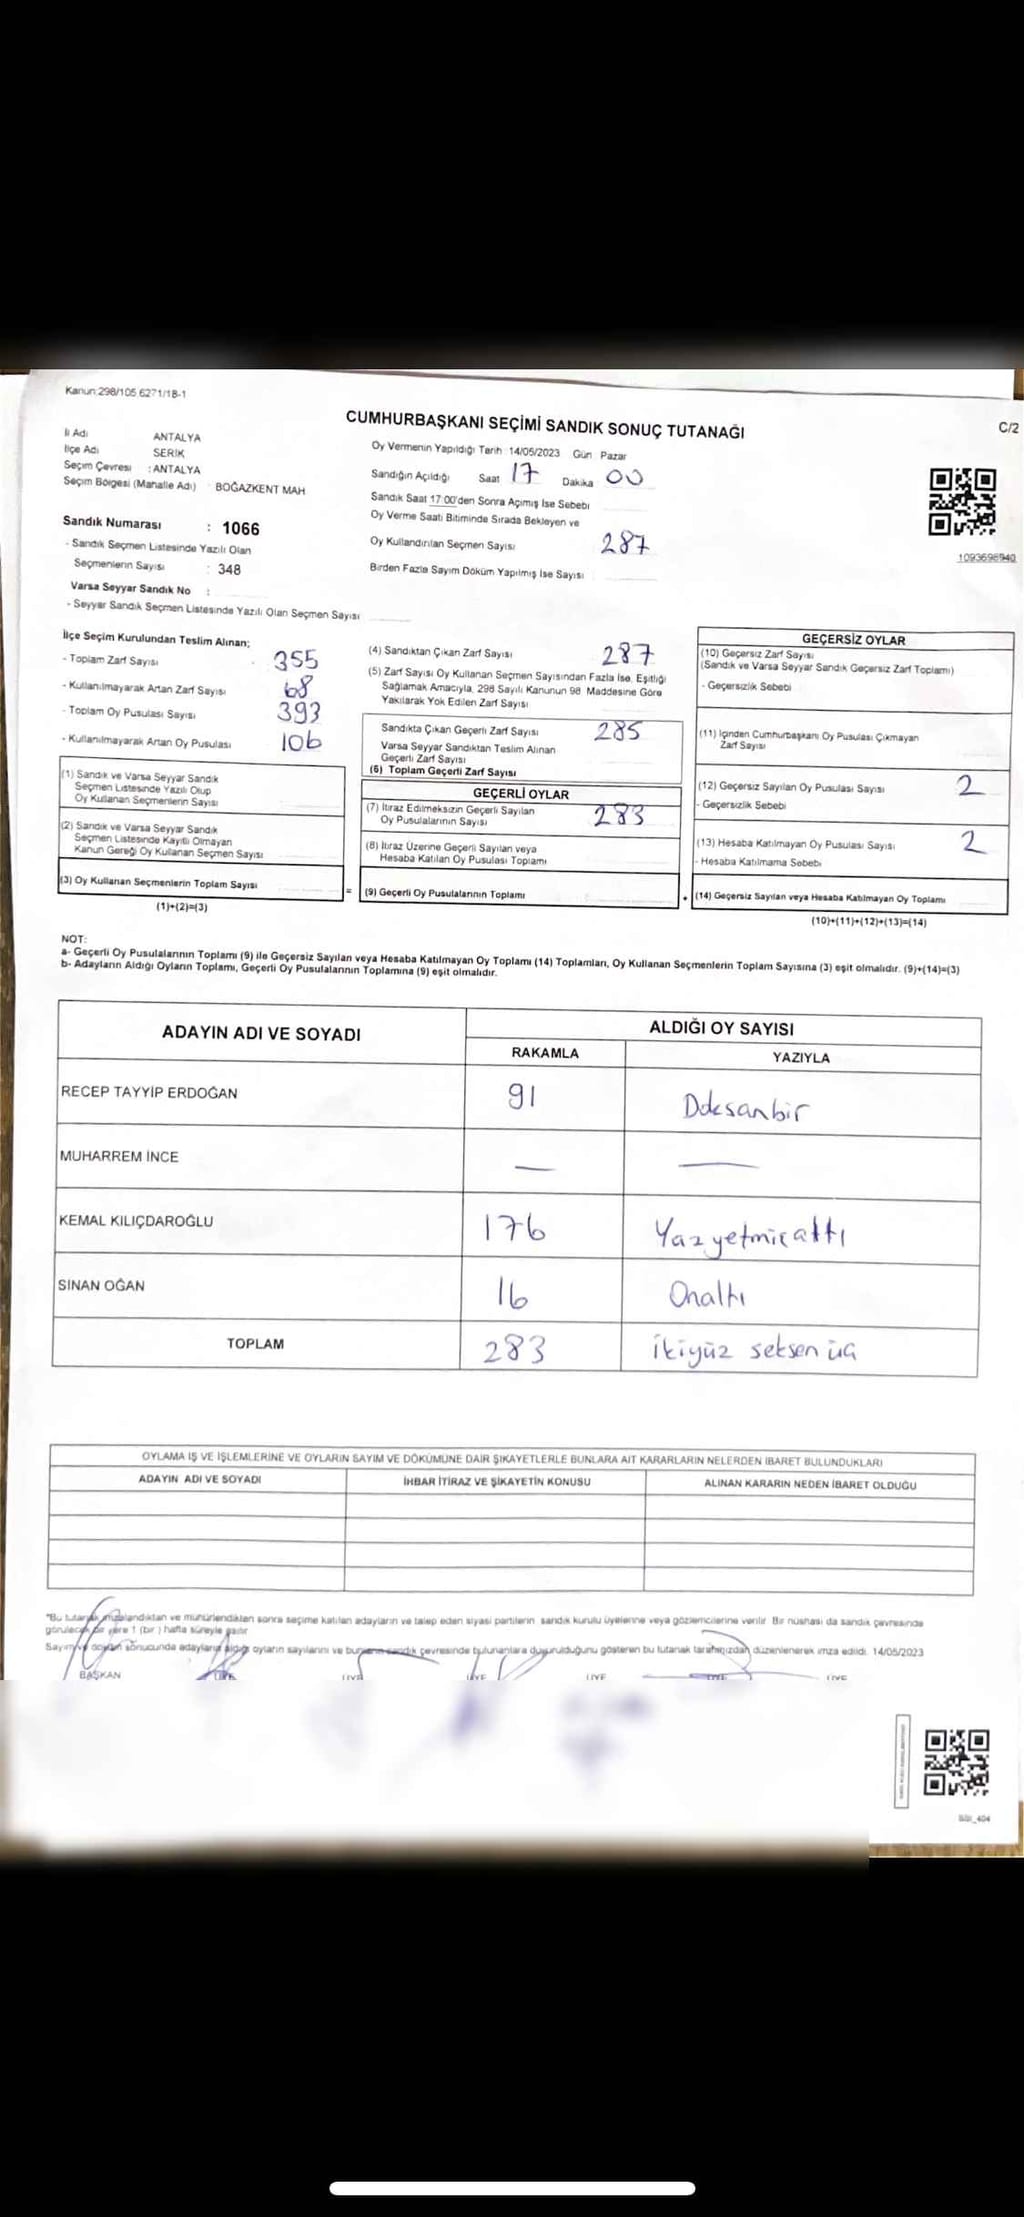 Kanun:298/105 6271/18-1
CUMHURBAŞKANI SEÇİMİ SANDIK SONUÇ TUTANAĞI
C/2
İl Adı ANTALYA
İlçe Adı SERİK
Seçim Çevresi : ANTALYA
Seçim Bölgesi (Mahalle Adı) BOĞAZKENT MAH
Oy Vermenin Yapıldığı Tarih 14/05/2023 Gün Pazar
Sandığın Açıldığı Saat 17 Dakika 00
Sandık Saat 17:00'den Sonra Açımış İse Sebebi
Oy Verme Saati Bitiminde Sırada Bekleyen ve
Oy Kullandırılan Seçmen Sayısı 287
Birden Fazla Sayım Döküm Yapılmış İse Sayısı
1093698940
Sandık Numarası : 1066
- Sandık Seçmen Listesinde Yazılı Olan
Seçmenlerin Sayısı : 348
Varsa Seyyar Sandık No :
- Seyyar Sandık Seçmen Listesinde Yazılı Olan Seçmen Sayısı
İlçe Seçim Kurulundan Teslim Alınan;
- Toplam Zarf Sayısı 355
- Kullanılmayarak Artan Zarf Sayısı 68
- Toplam Oy Pusulası Sayısı 393
- Kullanılmayarak Artan Oy Pusulası 106
(1) Sandık ve Varsa Seyyar Sandık
Seçmen Listesinde Yazılı Olup
Oy Kullanan Seçmenlerin Sayısı
(2) Sandık ve Varsa Seyyar Sandık
Seçmen Listesinde Kayıtlı Olmayan
Kanun Gereği Oy Kullanan Seçmen Sayısı
(3) Oy Kullanan Seçmenlerin Toplam Sayısı
(1)+(2)=(3)
=
(4) Sandıktan Çıkan Zarf Sayısı 287
(5) Zarf Sayısı Oy Kullanan Seçmen Sayısından Fazla İse, Eşitliği
Sağlamak Amacıyla, 298 Sayılı Kanunun 98 Maddesine Göre
Yakılarak Yok Edilen Zarf Sayısı
Sandıkta Çıkan Geçerli Zarf Sayısı 285
Varsa Seyyar Sandıktan Teslim Alınan
Geçerli Zarf Sayısı
(6) Toplam Geçerli Zarf Sayısı
GEÇERLİ OYLAR
(7) İtiraz Edilmeksizin Geçerli Sayılan
Oy Pusulalarının Sayısı 283
(8) İtiraz Üzerine Geçerli Sayılan veya
Hesaba Katılan Oy Pusulası Toplamı
(9) Geçerli Oy Pusulalarının Toplamı
+
GEÇERSİZ OYLAR
(10) Geçersiz Zarf Sayısı
(Sandık ve Varsa Seyyar Sandık Geçersiz Zarf Toplamı)
- Geçersizlik Sebebi
(11) İçinden Cumhurbaşkanı Oy Pusulası Çıkmayan
Zarf Sayısı
(12) Geçersiz Sayılan Oy Pusulası Sayısı 2
- Geçersizlik Sebebi
(13) Hesaba Katılmayan Oy Pusulası Sayısı 2
- Hesaba Katılmama Sebebi
(14) Geçersiz Sayılan veya Hesaba Katılmayan Oy Toplamı
(10)+(11)+(12)+(13)=(14)
NOT:
a- Geçerli Oy Pusulalarının Toplamı (9) ile Geçersiz Sayılan veya Hesaba Katılmayan Oy Toplamı (14) Toplamları, Oy Kullanan Seçmenlerin Toplam Sayısına (3) eşit olmalıdır. (9)+(14)=(3)
b- Adayların Aldığı Oyların Toplamı, Geçerli Oy Pusulalarının Toplamına (9) eşit olmalıdır.
ADAYIN ADI VE SOYADI
ALDIĞI OY SAYISI
RAKAMLA YAZIYLA
RECEP TAYYİP ERDOĞAN 91 Doksanbir
MUHARREM İNCE — —
KEMAL KILIÇDAROĞLU 176 Yüzyetmişaltı
SİNAN OĞAN 16 Onaltı
TOPLAM 283 ikiyüz seksen üç
OYLAMA İŞ VE İŞLEMLERİNE VE OYLARIN SAYIM VE DÖKÜMÜNE DAİR ŞİKAYETLERLE BUNLARA AİT KARARLARIN NELERDEN İBARET BULUNDUKLARI
ADAYIN ADI VE SOYADI İHBAR İTİRAZ VE ŞİKAYETİN KONUSU ALINAN KARARIN NEDEN İBARET OLDUĞU
*Bu tutanak imzalandıktan ve mühürlendikten sonra seçime katılan adayların ve talep eden siyasi partilerin sandık kurulu üyelerine veya gözlemcilerine verilir. Bir nüshası da sandık çevresinde
görülecek bir yere 1 (bir) hafta süreyle asılır
Sayım ve döküm sonucunda adayların aldığı oyların sayılarını ve bunların sandık çevresinde bulunanlara duyurulduğunu gösteren bu tutanak tarafımızdan düzenlenerek imza edildi. 14/05/2023
BAŞKAN ÜYE ÜYE ÜYE ÜYE ÜYE ÜYE